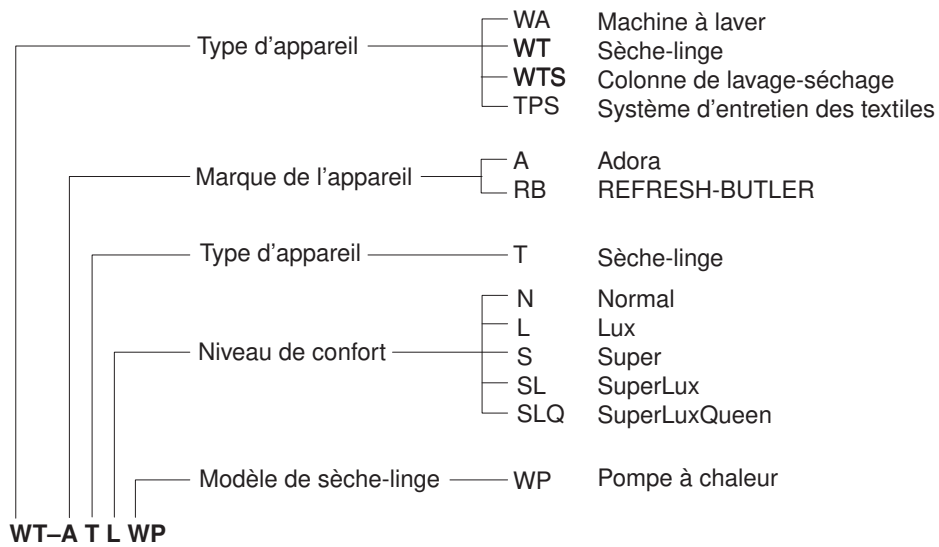 WA Machine à laver
Type d'appareil WT Sèche-linge
WTS Colonne de lavage-séchage
TPS Système d'entretien des textiles
A Adora
Marque de l'appareil
RB REFRESH-BUTLER
Type d'appareil T Sèche-linge
N Normal
L Lux
Niveau de confort S Super
SL SuperLux
SLQ SuperLuxQueen
Modèle de sèche-linge WP Pompe à chaleur
WT–A T L WP